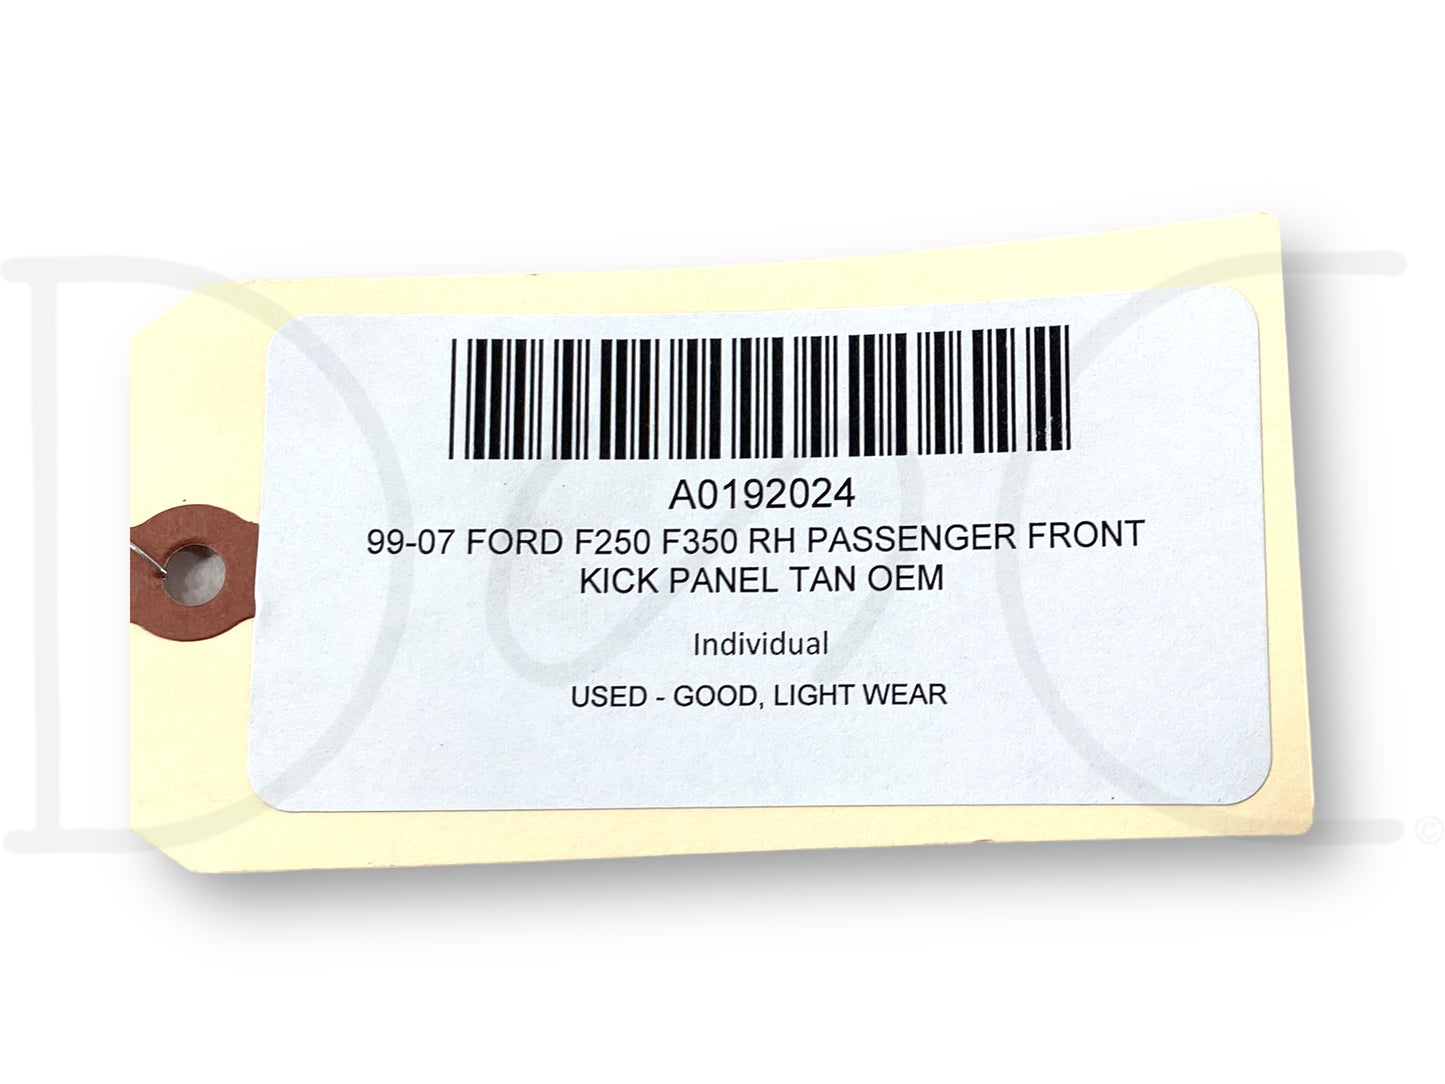 A0192024
99-07 FORD F250 F350 RH PASSENGER FRONT
KICK PANEL TAN OEM
Individual
USED - GOOD, LIGHT WEAR
D C
©